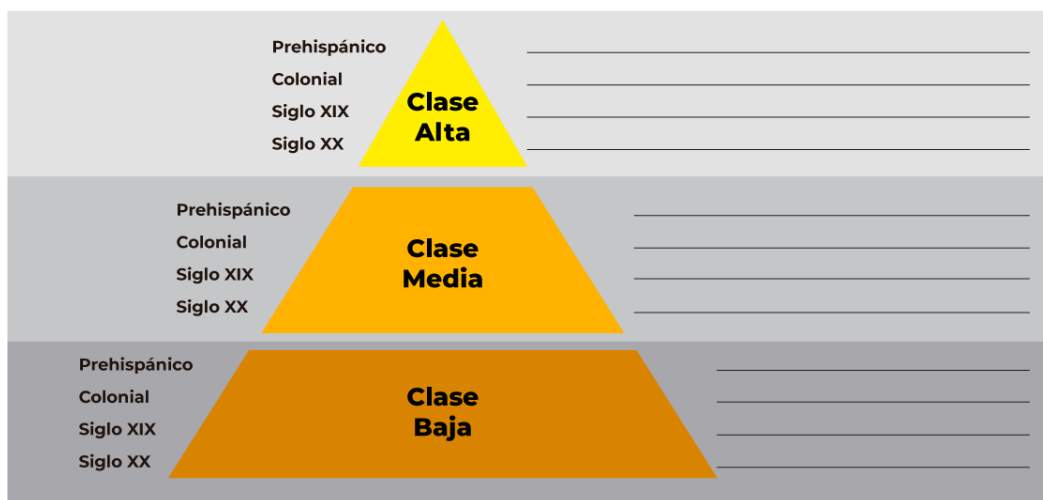 Prehispánico
Colonial
Siglo XIX
Siglo XX
Clase
Alta
Prehispánico
Colonial
Siglo XIX
Siglo XX
Clase
Media
Prehispánico
Colonial
Siglo XIX
Siglo XX
Clase
Baja